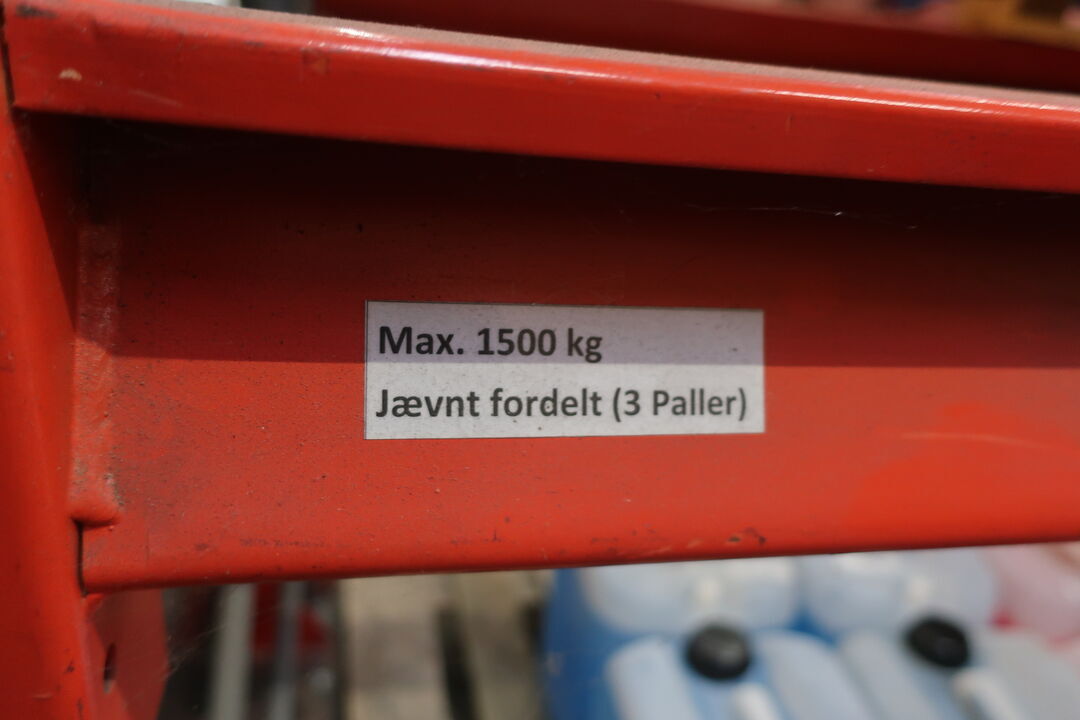 Max. 1500 kg
Jævnt fordelt (3 Paller)